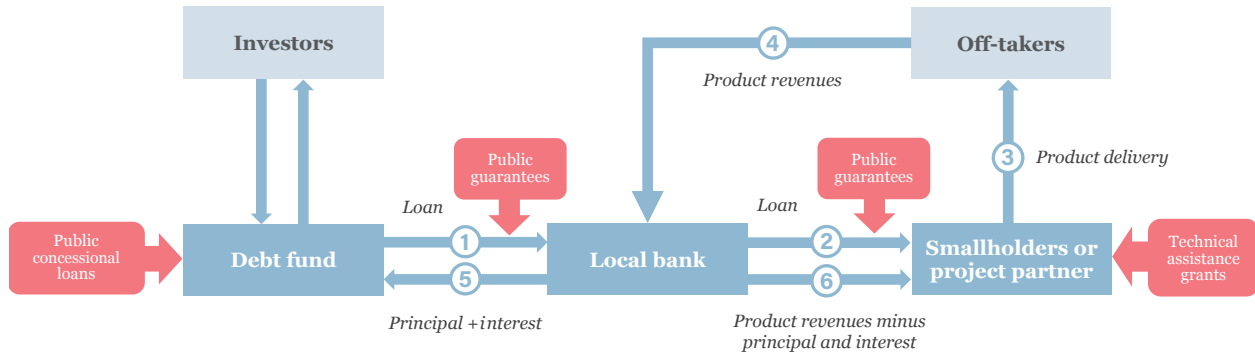 Investors
Off-takers
4
Product revenues
3
Product delivery
Public
guarantees
Public
guarantees
Loan
Loan
Public
concessional
loans
Debt fund
1
5
Local bank
2
6
Smallholders or
project partner
Technical
assistance
grants
Principal +interest
Product revenues minus
principal and interest